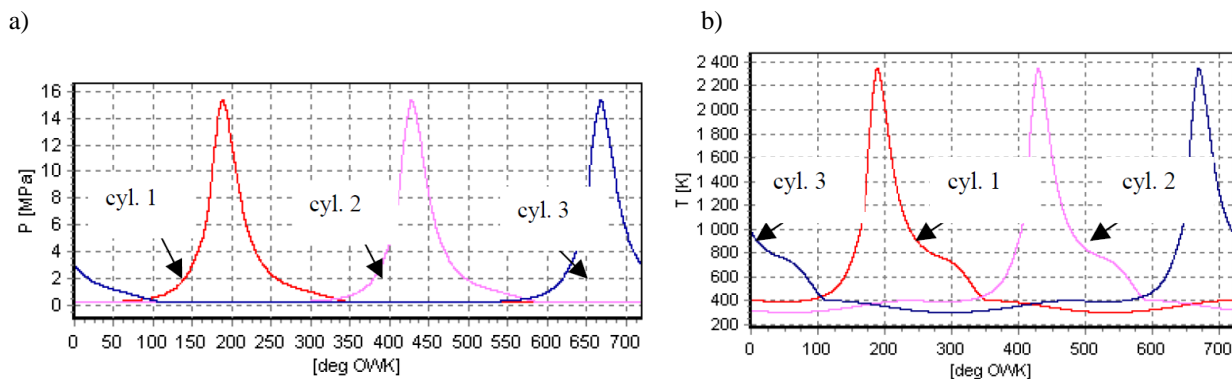 a)
P [MPa]
16
14
12
10
8
6
4
2
0
cyl. 1
cyl. 2
cyl. 3
0 50 100 150 200 250 300 350 400 450 500 550 600 650 700
[deg OWK]
b)
T [K]
2 400
2 200
2 000
1 800
1 600
1 400
1 200
1 000
800
600
400
200
cyl. 3
cyl. 1
cyl. 2
0 100 200 300 400 500 600 700
[deg OWK]